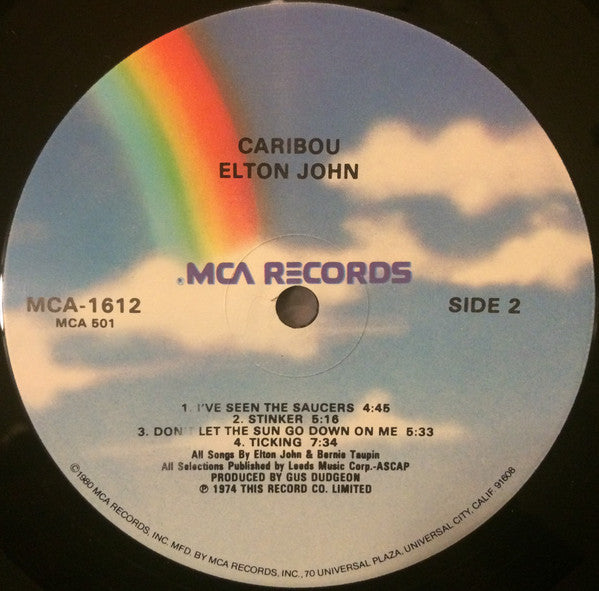 CARIBOU
ELTON JOHN
®MCA RECORDS
MCA-1612
MCA 501
SIDE 2
1. I'VE SEEN THE SAUCERS 4:45
2. STINKER 5:16
3. DON'T LET THE SUN GO DOWN ON ME 5:33
4. TICKING 7:34
All Songs By Elton John & Bernie Taupin
All Selections Published by Leeds Music Corp.-ASCAP
PRODUCED BY GUS DUDGEON
℗ 1974 THIS RECORD CO. LIMITED
©1980 MCA RECORDS, INC. MFD. BY MCA RECORDS, INC., 70 UNIVERSAL PLAZA, UNIVERSAL CITY, CALIF. 91608